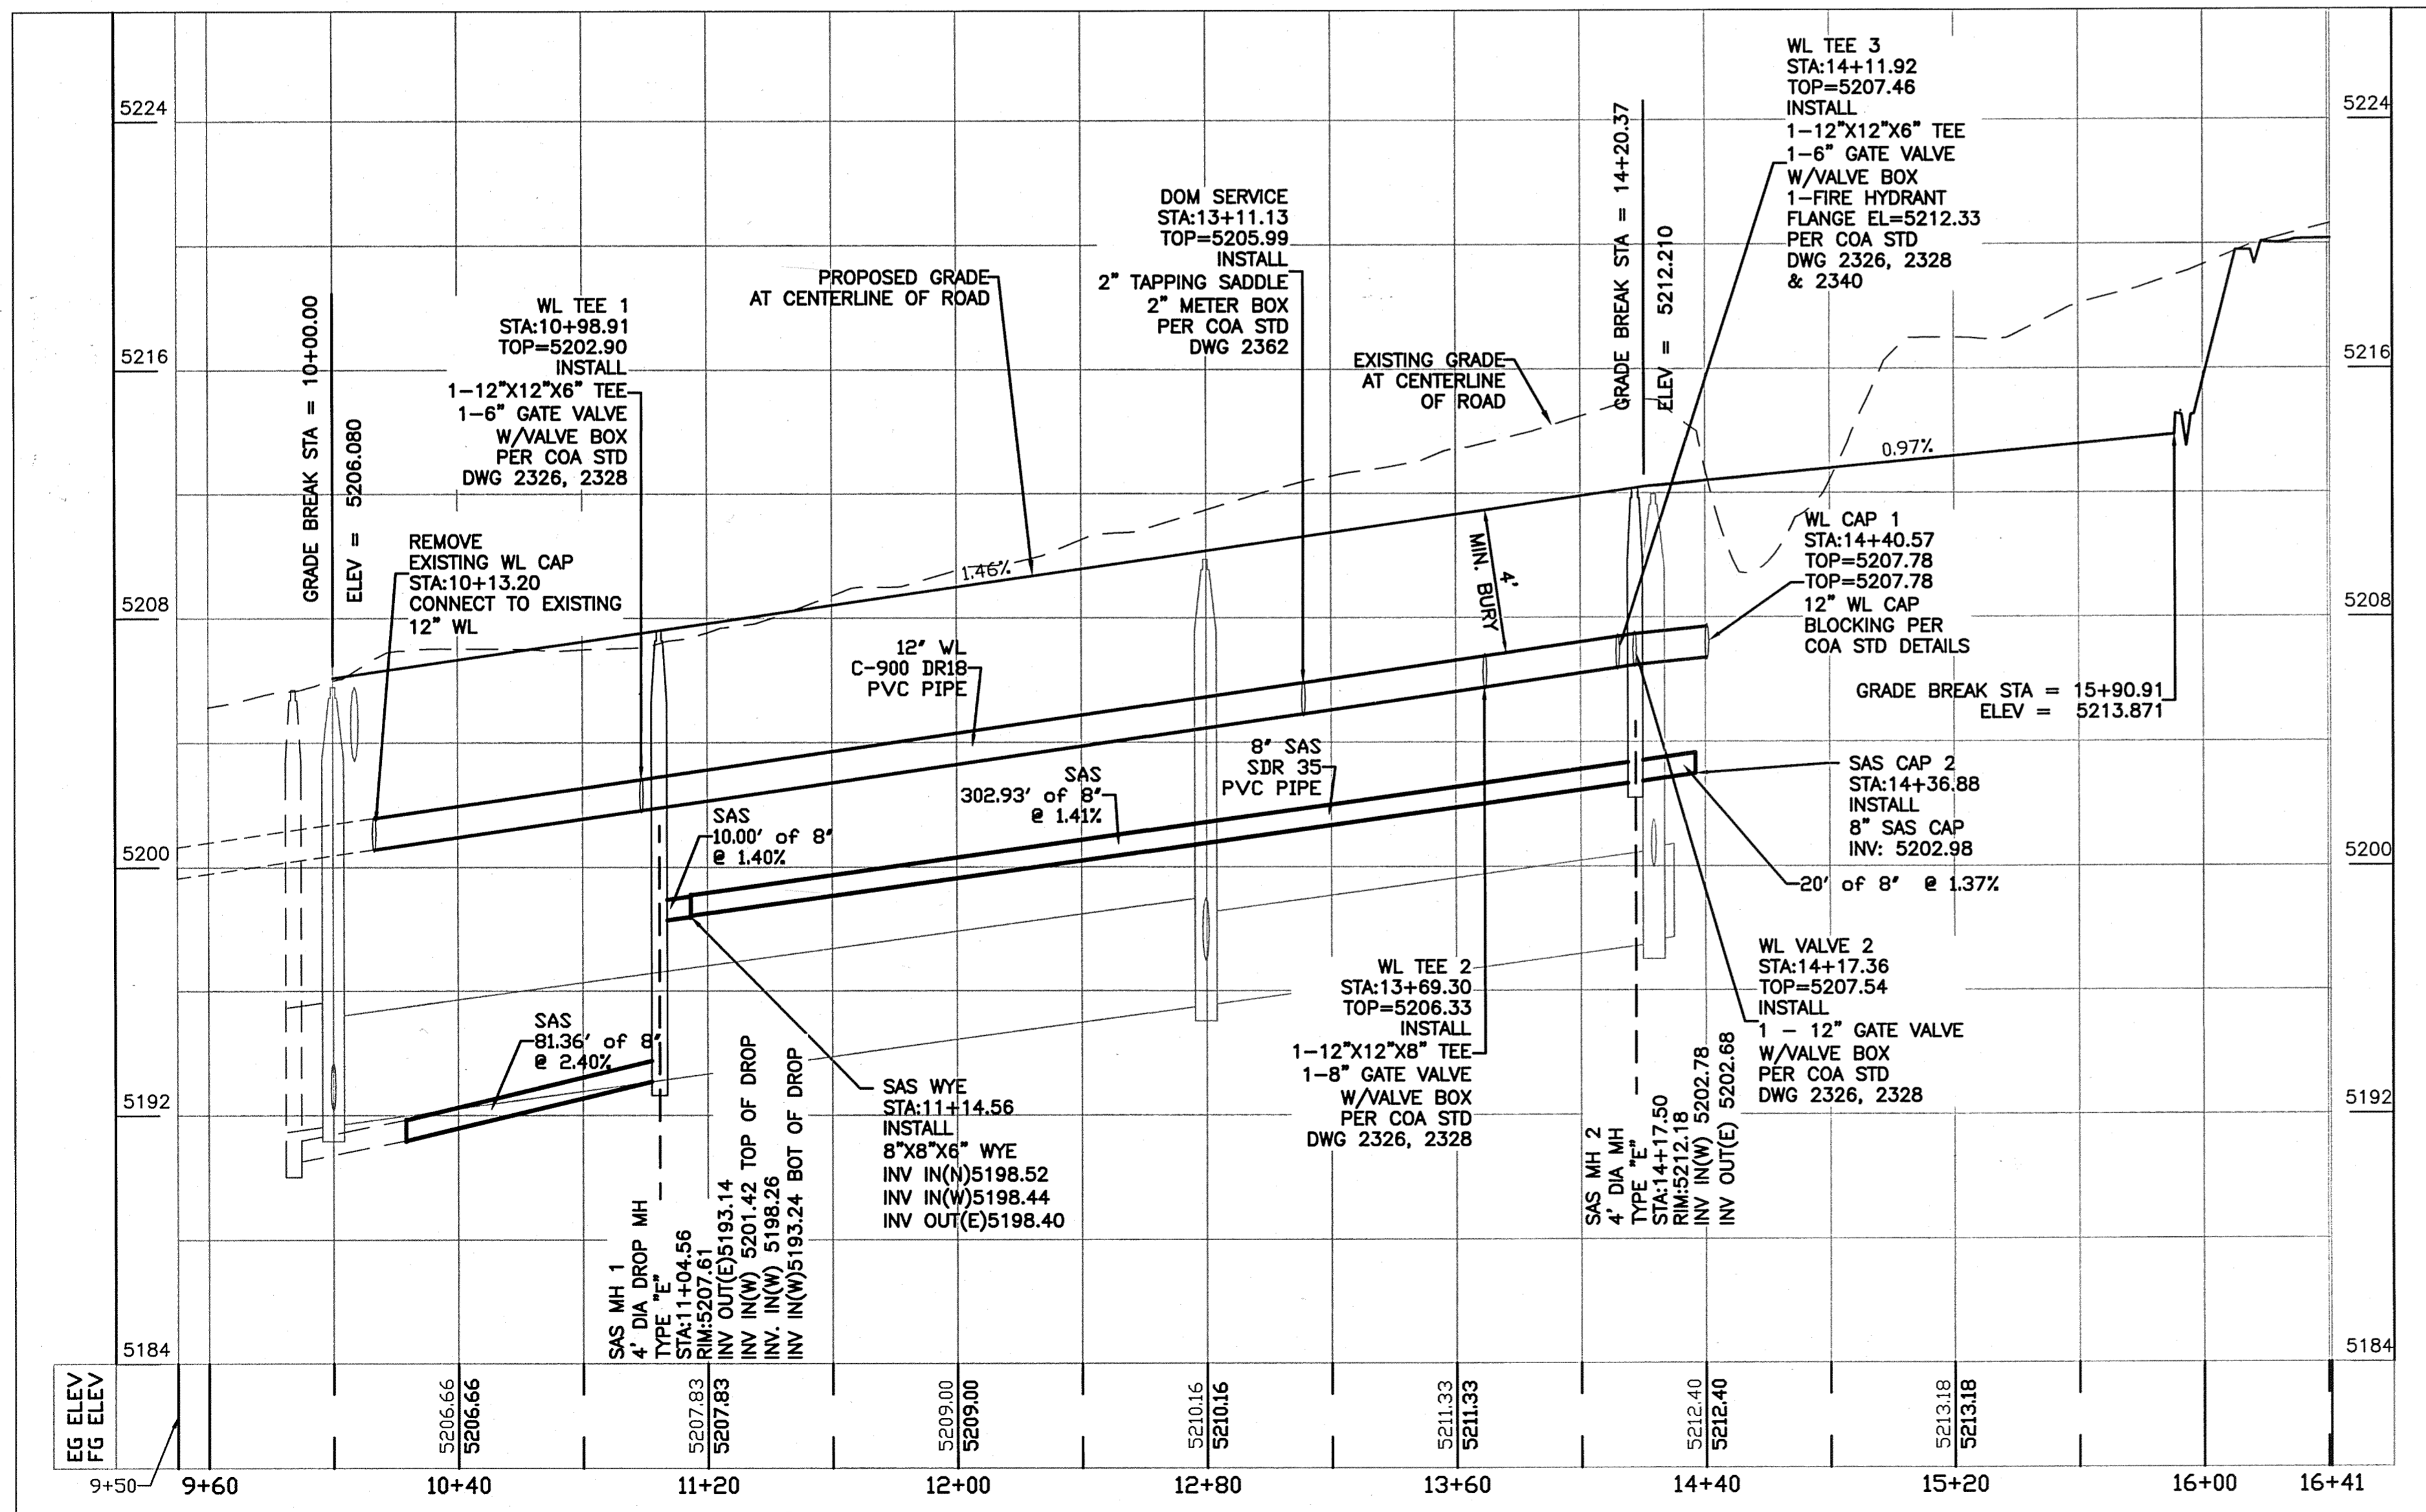 5224
5216
5208
5200
5192
5184
5224
5216
5208
5200
5192
5184
GRADE BREAK STA = 10+00.00
ELEV = 5206.080
REMOVE
EXISTING WL CAP
STA:10+13.20
CONNECT TO EXISTING
12" WL
WL TEE 1
STA:10+98.91
TOP=5202.90
INSTALL
1-12"X12"X6" TEE
1-6" GATE VALVE
W/VALVE BOX
PER COA STD
DWG 2326, 2328
PROPOSED GRADE
AT CENTERLINE OF ROAD
1.46%
DOM SERVICE
STA:13+11.13
TOP=5205.99
INSTALL
2" TAPPING SADDLE
2" METER BOX
PER COA STD
DWG 2362
EXISTING GRADE
AT CENTERLINE
OF ROAD
GRADE BREAK STA = 14+20.37
ELEV = 5212.210
WL TEE 3
STA:14+11.92
TOP=5207.46
INSTALL
1-12"X12"X6" TEE
1-6" GATE VALVE
W/VALVE BOX
1-FIRE HYDRANT
FLANGE EL=5212.33
PER COA STD
DWG 2326, 2328
& 2340
0.97%
4'
MIN. BURY
WL CAP 1
STA:14+40.57
TOP=5207.78
TOP=5207.78
12" WL CAP
BLOCKING PER
COA STD DETAILS
GRADE BREAK STA = 15+90.91
ELEV = 5213.871
12" WL
C-900 DR18
PVC PIPE
8" SAS
SDR 35
PVC PIPE
SAS
302.93' of 8"
@ 1.41%
SAS
10.00' of 8"
@ 1.40%
SAS
81.36' of 8"
@ 2.40%
SAS CAP 2
STA:14+36.88
INSTALL
8" SAS CAP
INV: 5202.98
20' of 8" @ 1.37%
WL TEE 2
STA:13+69.30
TOP=5206.33
INSTALL
1-12"X12"X8" TEE
1-8" GATE VALVE
W/VALVE BOX
PER COA STD
DWG 2326, 2328
WL VALVE 2
STA:14+17.36
TOP=5207.54
INSTALL
1 - 12" GATE VALVE
W/VALVE BOX
PER COA STD
DWG 2326, 2328
SAS WYE
STA:11+14.56
INSTALL
8"X8"X6" WYE
INV IN(N)5198.52
INV IN(W)5198.44
INV OUT(E)5198.40
SAS MH 1
4' DIA DROP MH
TYPE "E"
STA:11+04.56
RIM:5207.61
INV OUT(E)5193.14
INV IN(W) 5201.42 TOP OF DROP
INV. IN(W) 5198.26
INV IN(W)5193.24 BOT OF DROP
SAS MH 2
4' DIA MH
TYPE "E"
STA:14+17.50
RIM:5212.18
INV IN(W) 5202.78
INV OUT(E) 5202.68
EG ELEV
FG ELEV
5206.66
5206.66
5207.83
5207.83
5209.00
5209.00
5210.16
5210.16
5211.33
5211.33
5212.40
5212.40
5213.18
5213.18
9+50
9+60
10+40
11+20
12+00
12+80
13+60
14+40
15+20
16+00
16+41